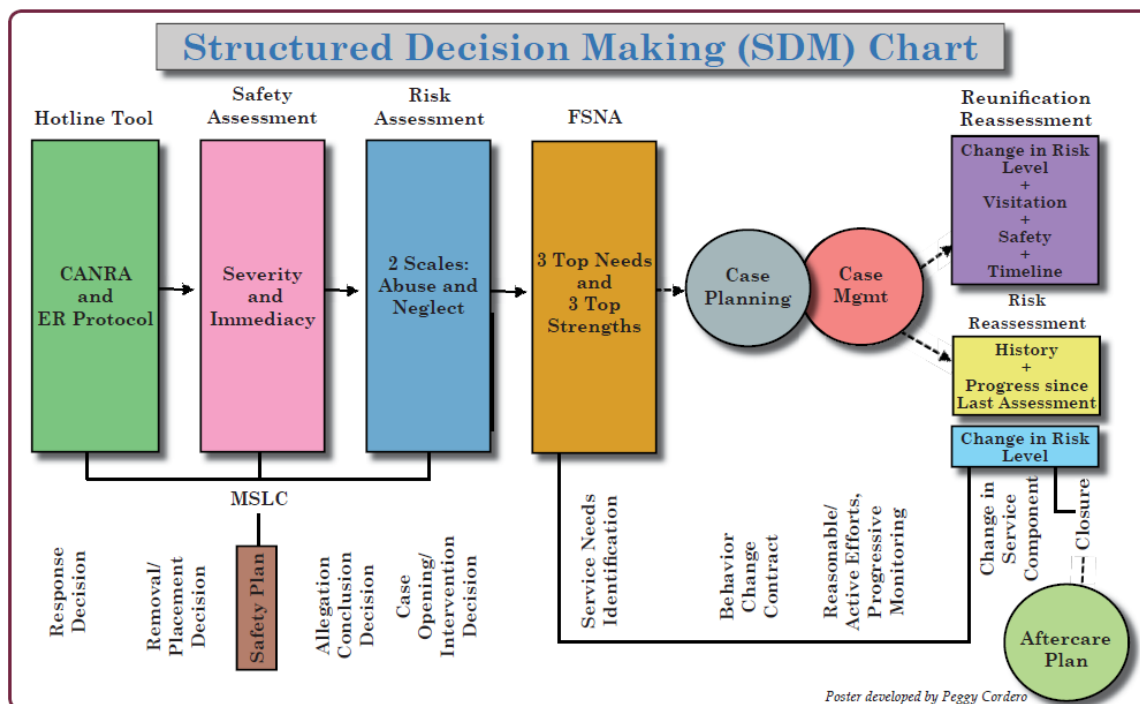 Structured Decision Making (SDM) Chart
Hotline Tool
Safety
Assessment
Risk
Assessment
FSNA
Reunification
Reassessment
CANRA
and
ER Protocol
Severity
and
Immediacy
2 Scales:
Abuse and
Neglect
3 Top Needs
and
3 Top
Strengths
Case
Planning
Case
Mgmt
Change in Risk
Level
+
Visitation
+
Safety
+
Timeline
Risk
Reassessment
History
+
Progress since
Last Assessment
Change in Risk
Level
MSLC
Response
Decision
Removal/
Placement
Decision
Safety Plan
Allegation
Conclusion
Decision
Case
Opening/
Intervention
Decision
Service Needs
Identification
Behavior
Change
Contract
Reasonable/
Active Efforts,
Progressive
Monitoring
Change in
Service
Component
Closure
Aftercare
Plan
Poster developed by Peggy Cordero